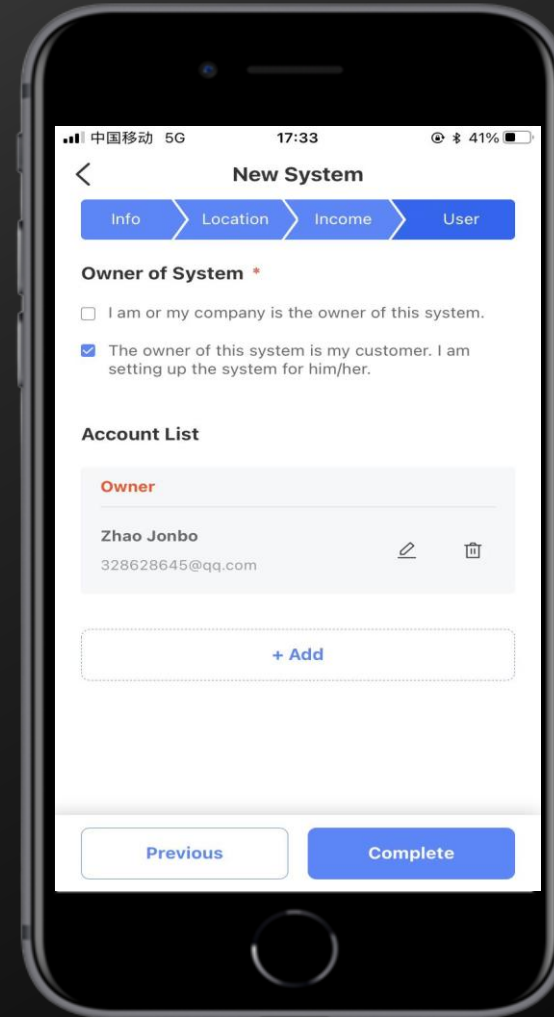 中国移动 5G 17:33 41%
New System
Info Location Income User
Owner of System *
I am or my company is the owner of this system.
The owner of this system is my customer. I am
setting up the system for him/her.
Account List
Owner
Zhao Jonbo
328628645@qq.com
+ Add
Previous Complete